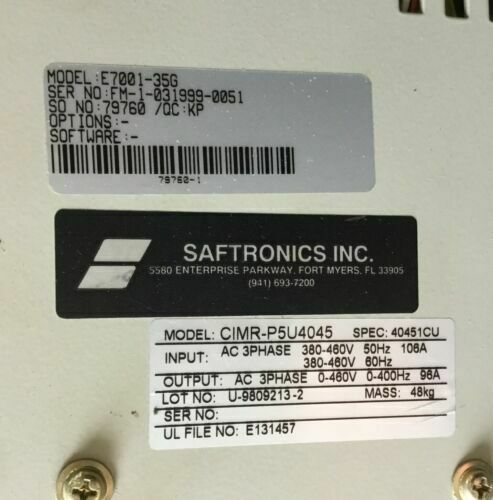 MODEL:E7001-35G
SER NO:FM-1-031999-0051
SO NO:79760 /QC:KP
OPTIONS:-
SOFTWARE:-
79760-1
SAFTRONICS INC.
5580 ENTERPRISE PARKWAY, FORT MYERS, FL 33905
(941) 693-7200
MODEL: CIMR-P5U4045 SPEC: 40451CU
INPUT: AC 3PHASE 380-460V 50Hz 106A
380-460V 60Hz
OUTPUT: AC 3PHASE 0-460V 0-400Hz 96A
LOT NO: U-9809213-2 MASS: 48kg
SER NO:
UL FILE NO: E131457